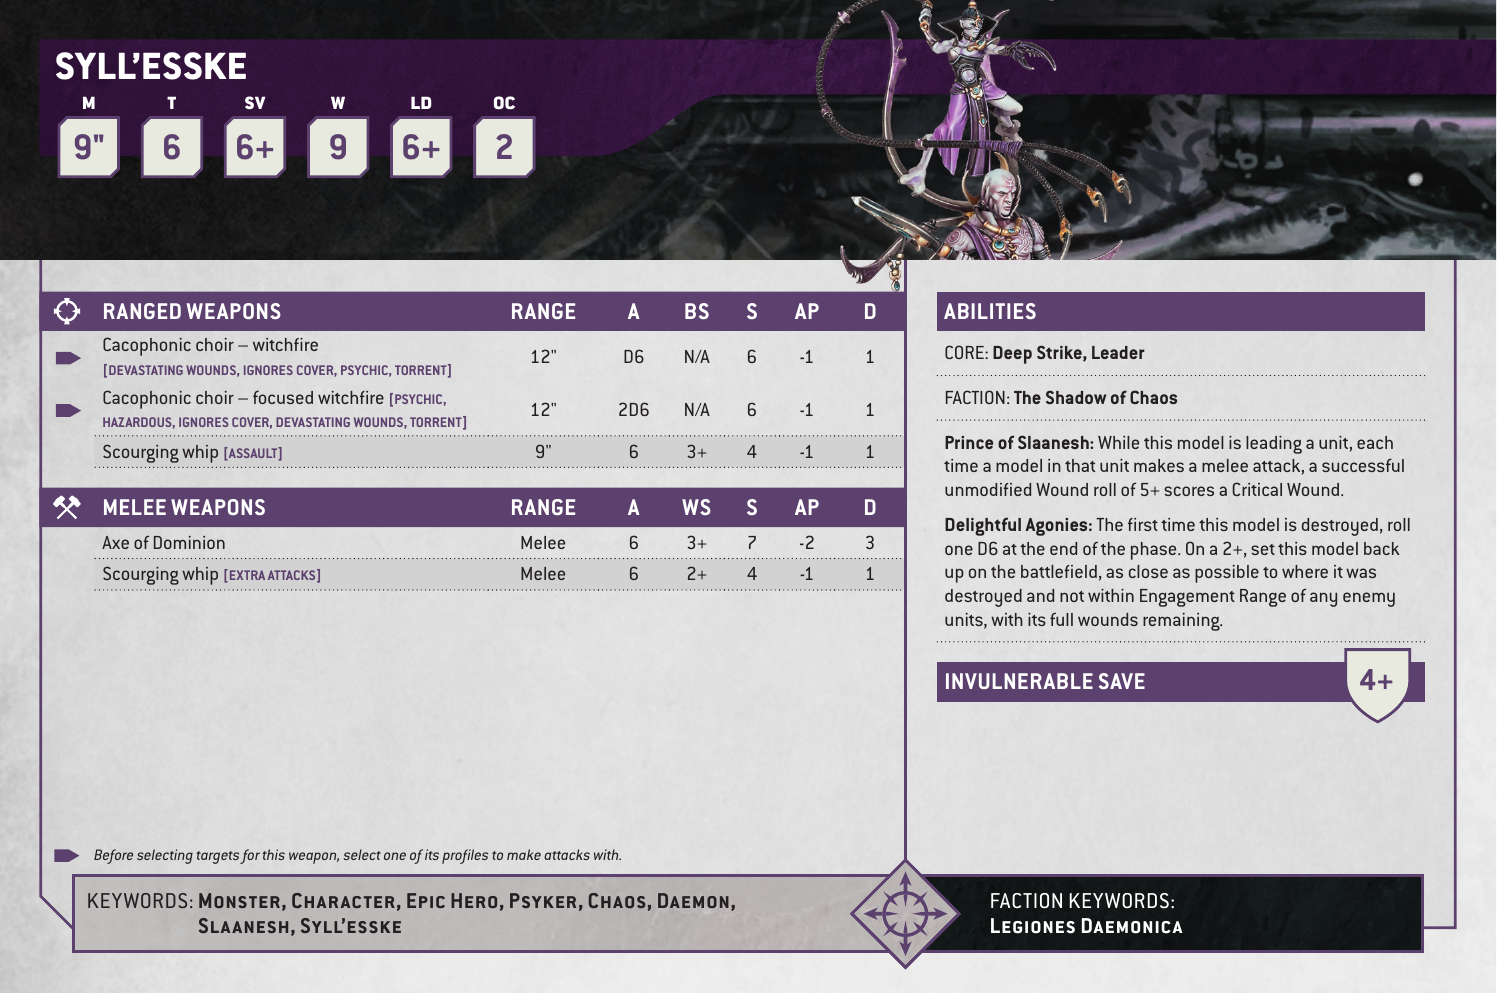 SYLL'ESSKE
M T SV W LD OC
9" 6 6+ 9 6+ 2
RANGED WEAPONS RANGE A BS S AP D
Cacophonic choir – witchfire
[DEVASTATING WOUNDS, IGNORES COVER, PSYCHIC, TORRENT] 12" D6 N/A 6 -1 1
Cacophonic choir – focused witchfire [PSYCHIC,
HAZARDOUS, IGNORES COVER, DEVASTATING WOUNDS, TORRENT] 12" 2D6 N/A 6 -1 1
Scourging whip [ASSAULT] 9" 6 3+ 4 -1 1
MELEE WEAPONS RANGE A WS S AP D
Axe of Dominion Melee 6 3+ 7 -2 3
Scourging whip [EXTRA ATTACKS] Melee 6 2+ 4 -1 1
Before selecting targets for this weapon, select one of its profiles to make attacks with.
ABILITIES
CORE: Deep Strike, Leader
FACTION: The Shadow of Chaos
Prince of Slaanesh: While this model is leading a unit, each
time a model in that unit makes a melee attack, a successful
unmodified Wound roll of 5+ scores a Critical Wound.
Delightful Agonies: The first time this model is destroyed, roll
one D6 at the end of the phase. On a 2+, set this model back
up on the battlefield, as close as possible to where it was
destroyed and not within Engagement Range of any enemy
units, with its full wounds remaining.
INVULNERABLE SAVE 4+
KEYWORDS: MONSTER, CHARACTER, EPIC HERO, PSYKER, CHAOS, DAEMON,
SLAANESH, SYLL'ESSKE
FACTION KEYWORDS:
LEGIONES DAEMONICA